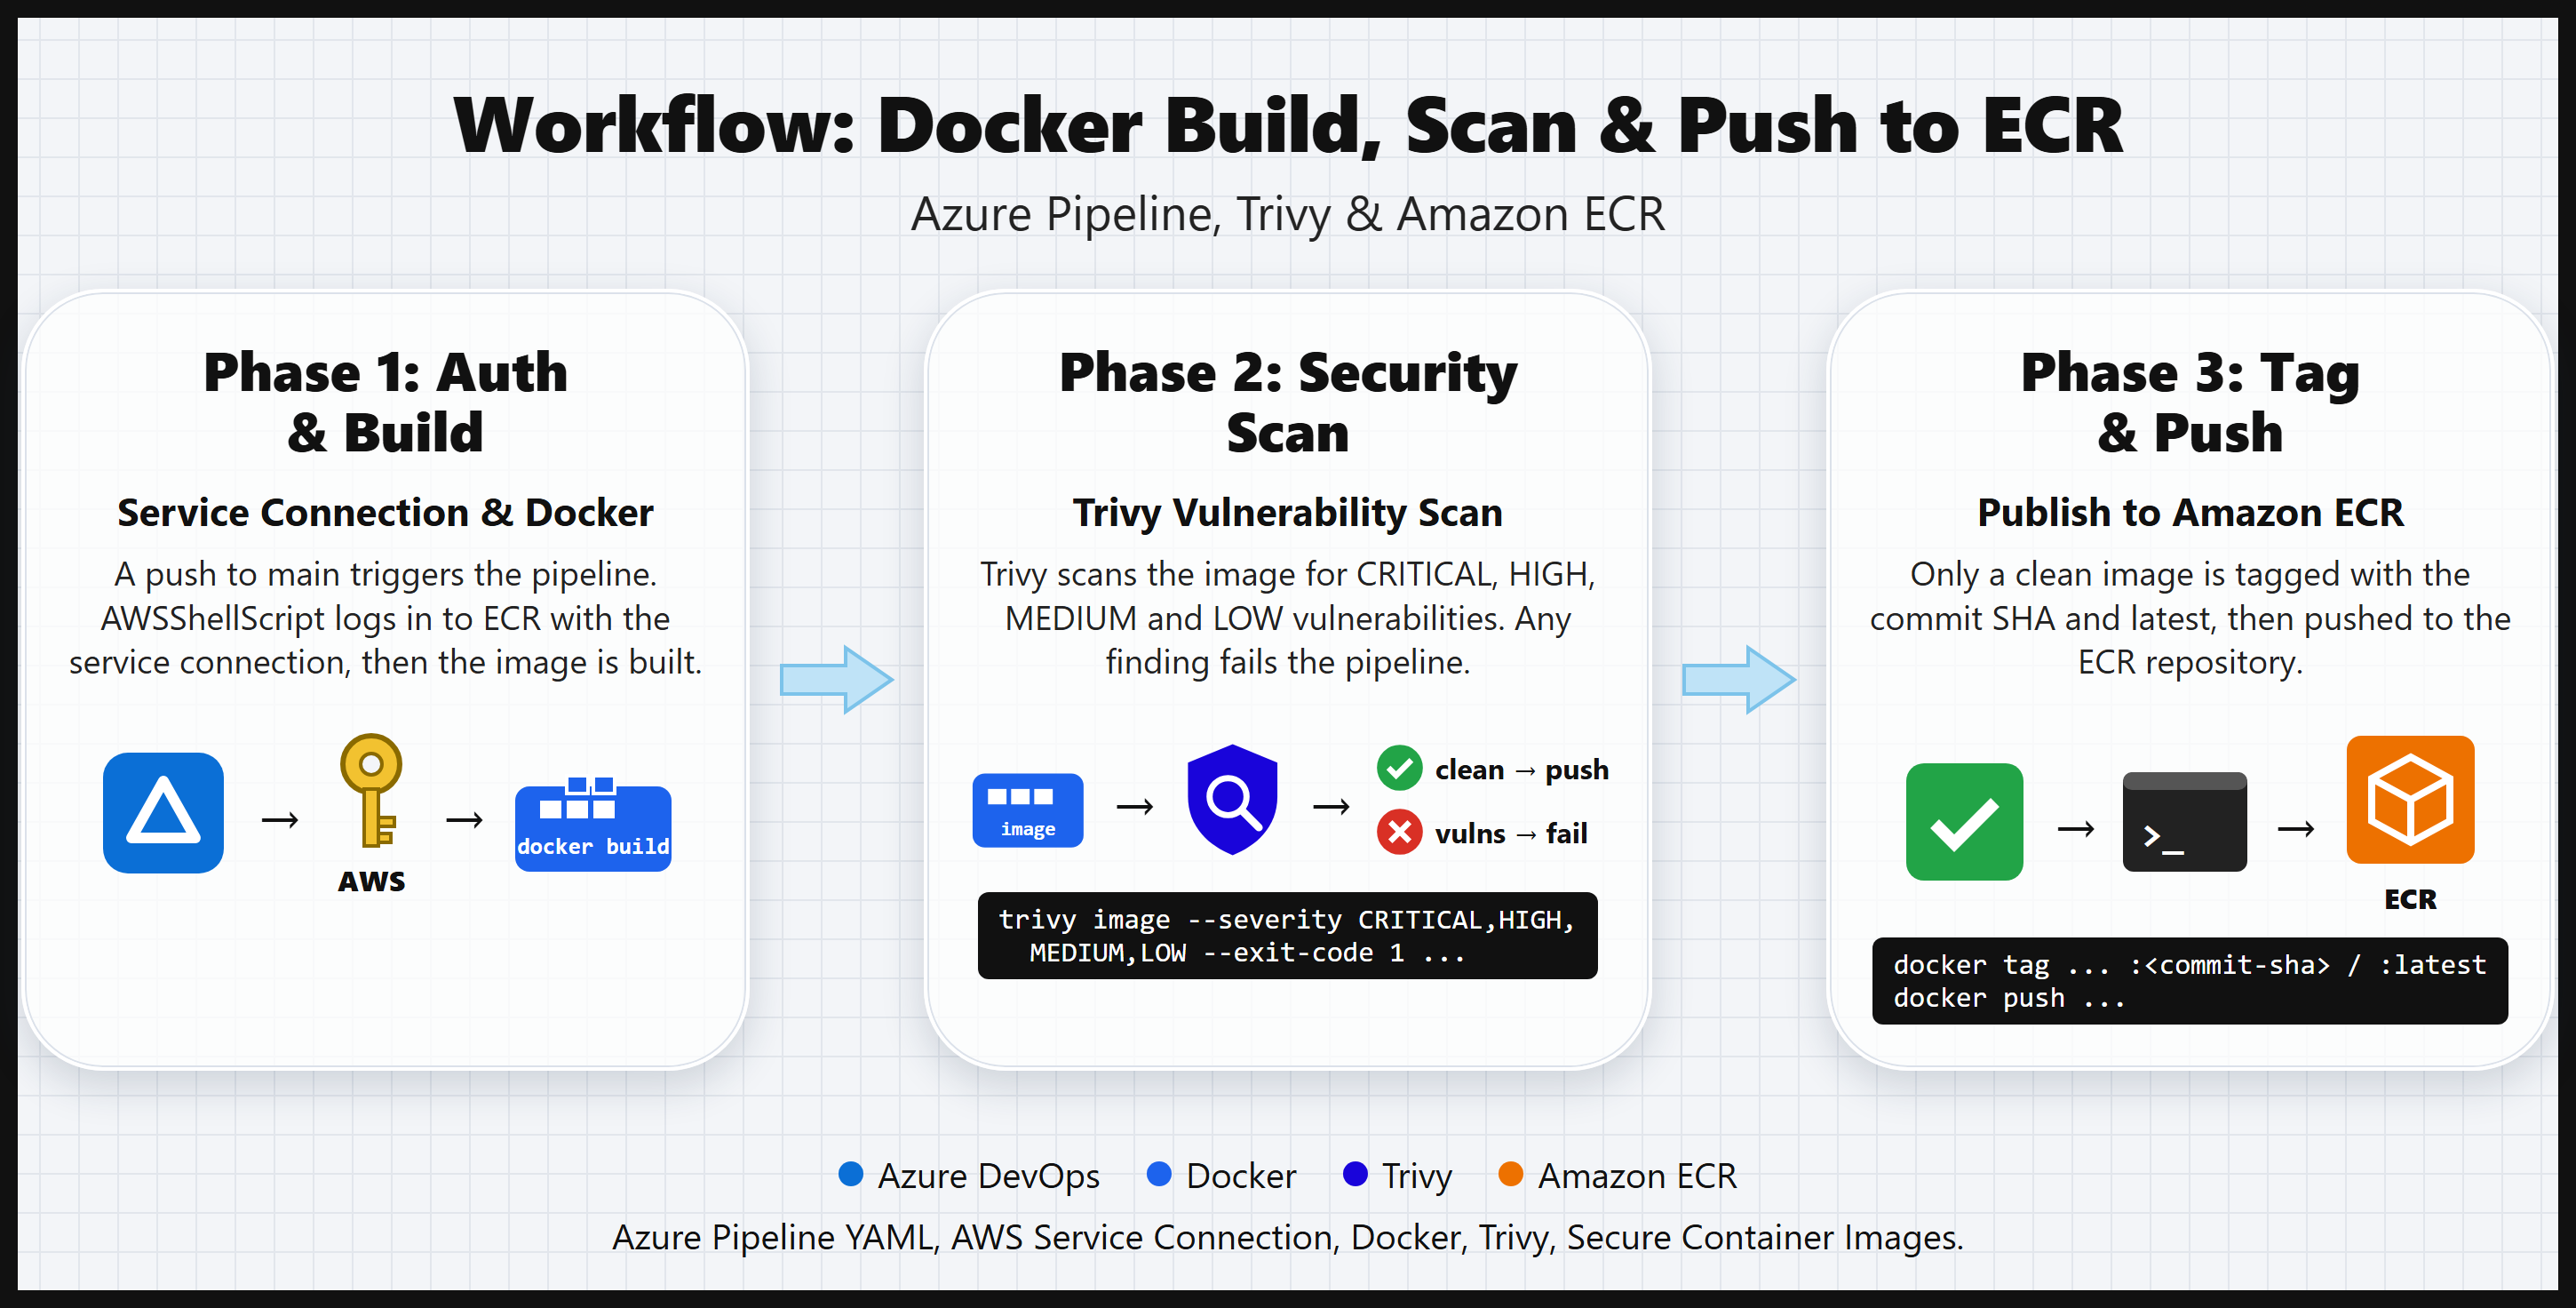 Workflow: Docker Build, Scan & Push to ECR
Azure Pipeline, Trivy & Amazon ECR
Phase 1: Auth
& Build
Service Connection & Docker
A push to main triggers the pipeline.
AWSShellScript logs in to ECR with the
service connection, then the image is built.
→
→
docker build
AWS
Phase 2: Security
Scan
Trivy Vulnerability Scan
Trivy scans the image for CRITICAL, HIGH,
MEDIUM and LOW vulnerabilities. Any
finding fails the pipeline.
image
→
→
clean → push
vulns → fail
trivy image --severity CRITICAL,HIGH,
MEDIUM,LOW --exit-code 1 ...
Phase 3: Tag
& Push
Publish to Amazon ECR
Only a clean image is tagged with the
commit SHA and latest, then pushed to the
ECR repository.
→
>_
→
ECR
docker tag ... :<commit-sha> / :latest
docker push ...
Azure DevOps
Docker
Trivy
Amazon ECR
Azure Pipeline YAML, AWS Service Connection, Docker, Trivy, Secure Container Images.